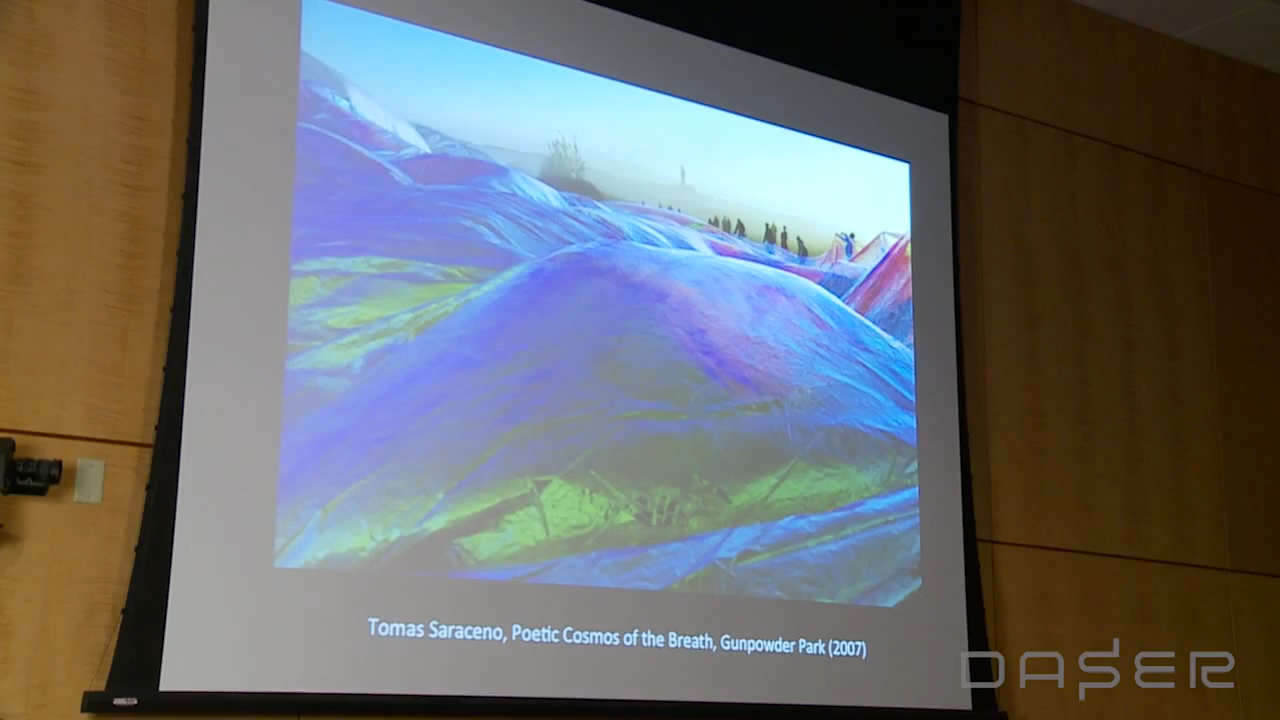 Tomas Saraceno, Poetic Cosmos of the Breath, Gunpowder Park (2007)
DASER